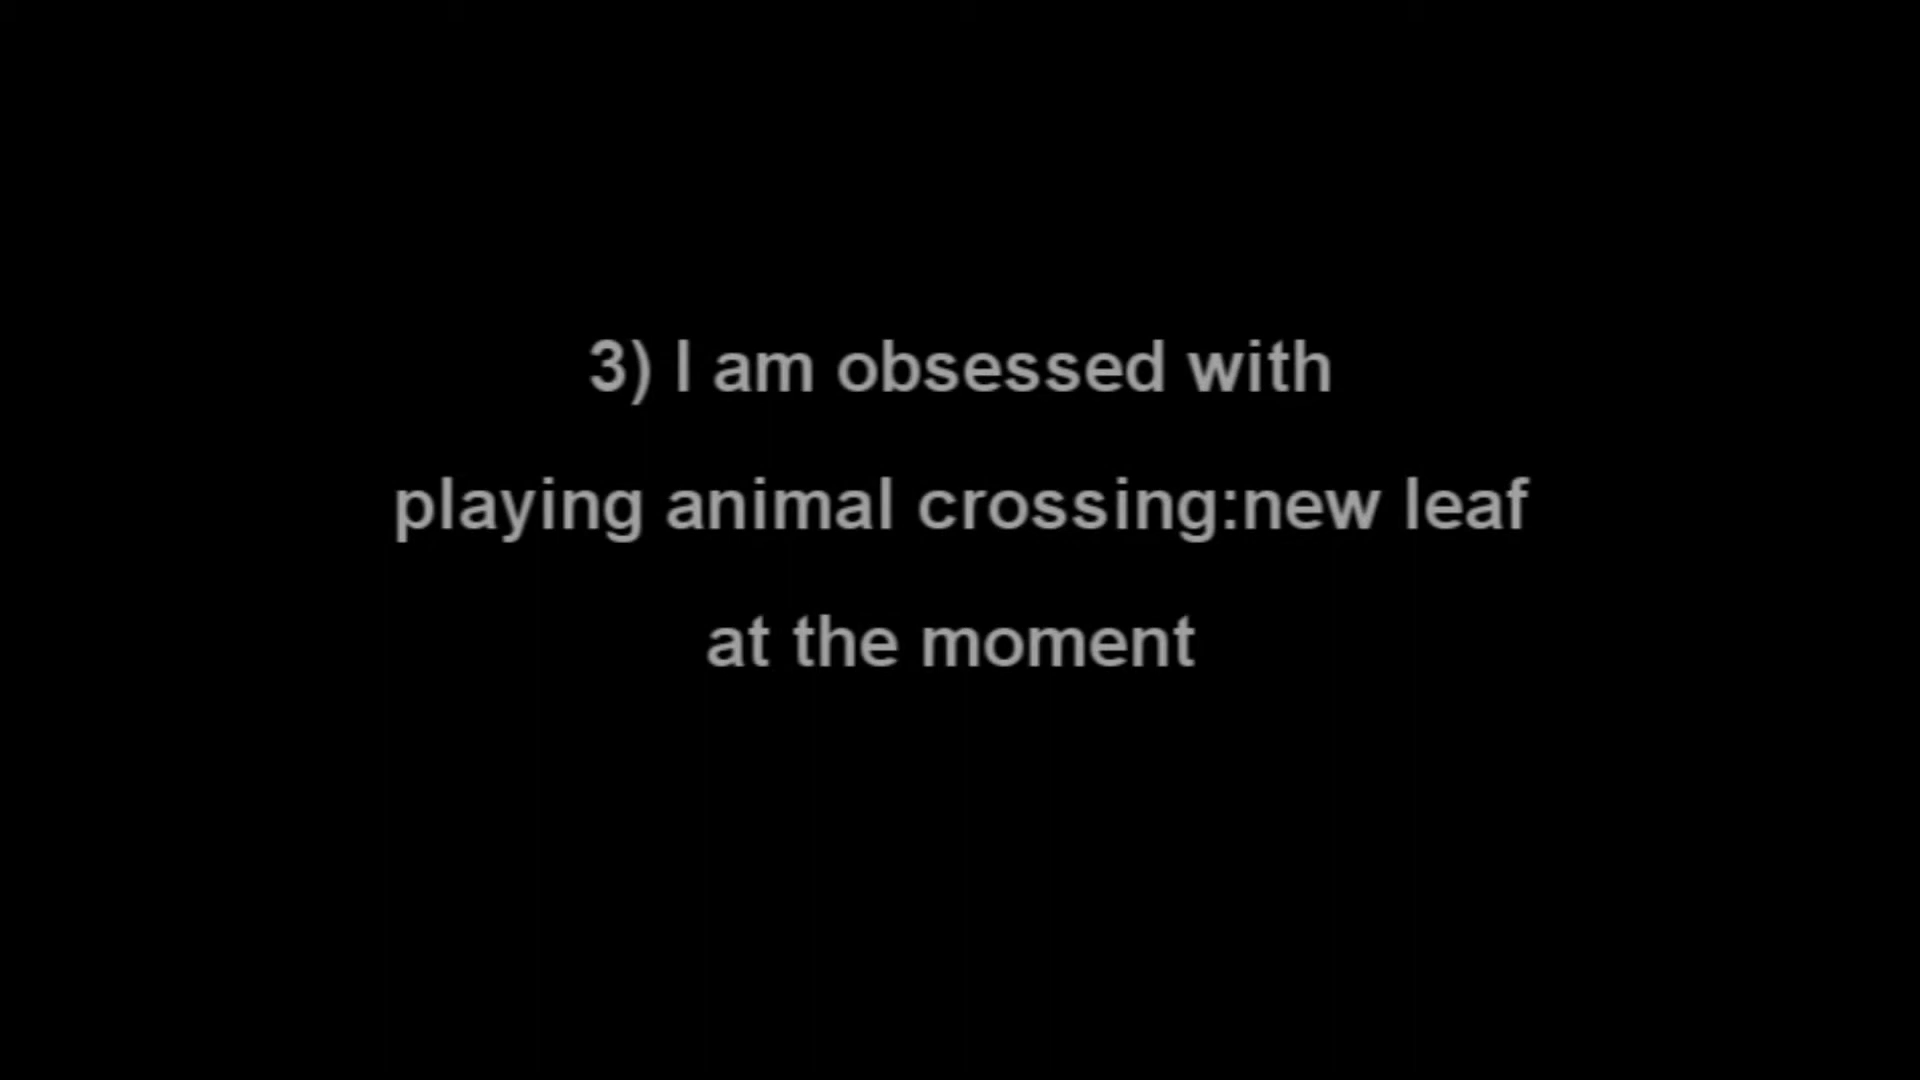 3) I am obsessed with
playing animal crossing:new leaf
at the moment